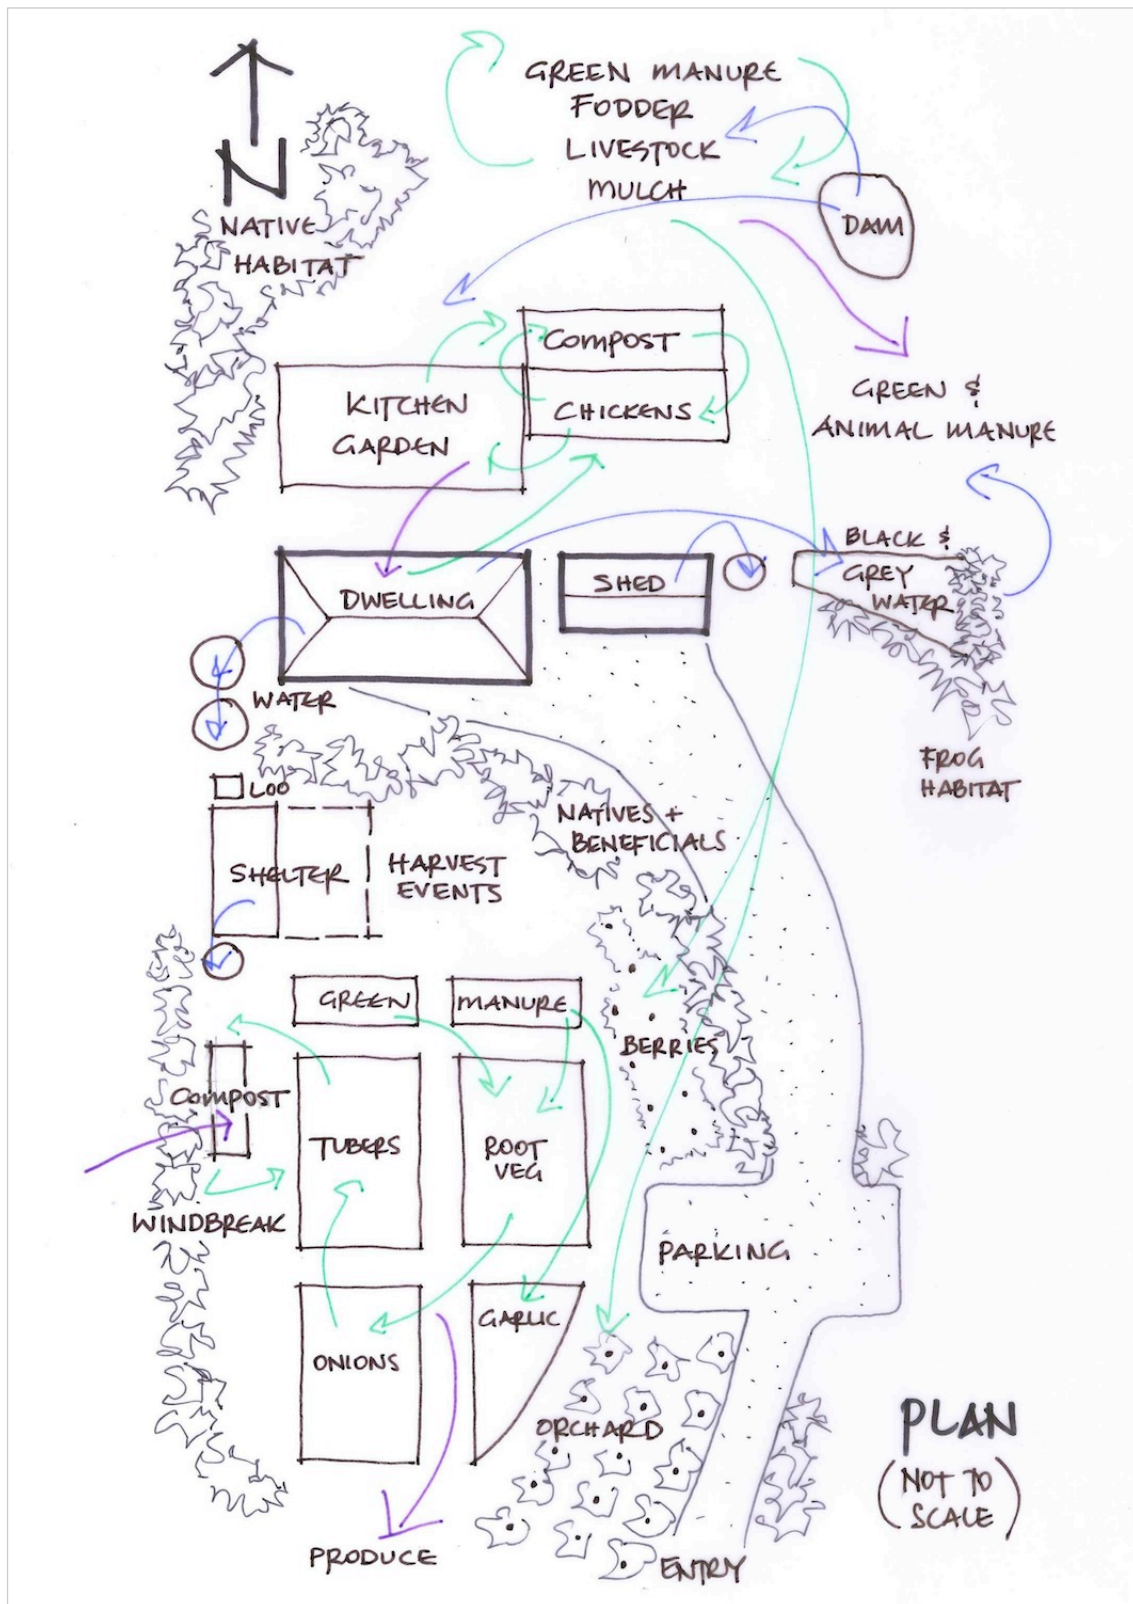 GREEN MANURE
FODDER
LIVESTOCK
MULCH
N
NATIVE
HABITAT
DAM
COMPOST
CHICKENS
KITCHEN
GARDEN
GREEN &
ANIMAL MANURE
BLACK &
GREY
WATER
DWELLING
SHED
WATER
FROG
HABITAT
LOO
NATIVES +
BENEFICIALS
SHELTER
HARVEST
EVENTS
GREEN
MANURE
BERRIES
COMPOST
TUBERS
ROOT
VEG
WINDBREAK
PARKING
GARLIC
ONIONS
ORCHARD
PLAN
(NOT TO
SCALE)
PRODUCE
ENTRY